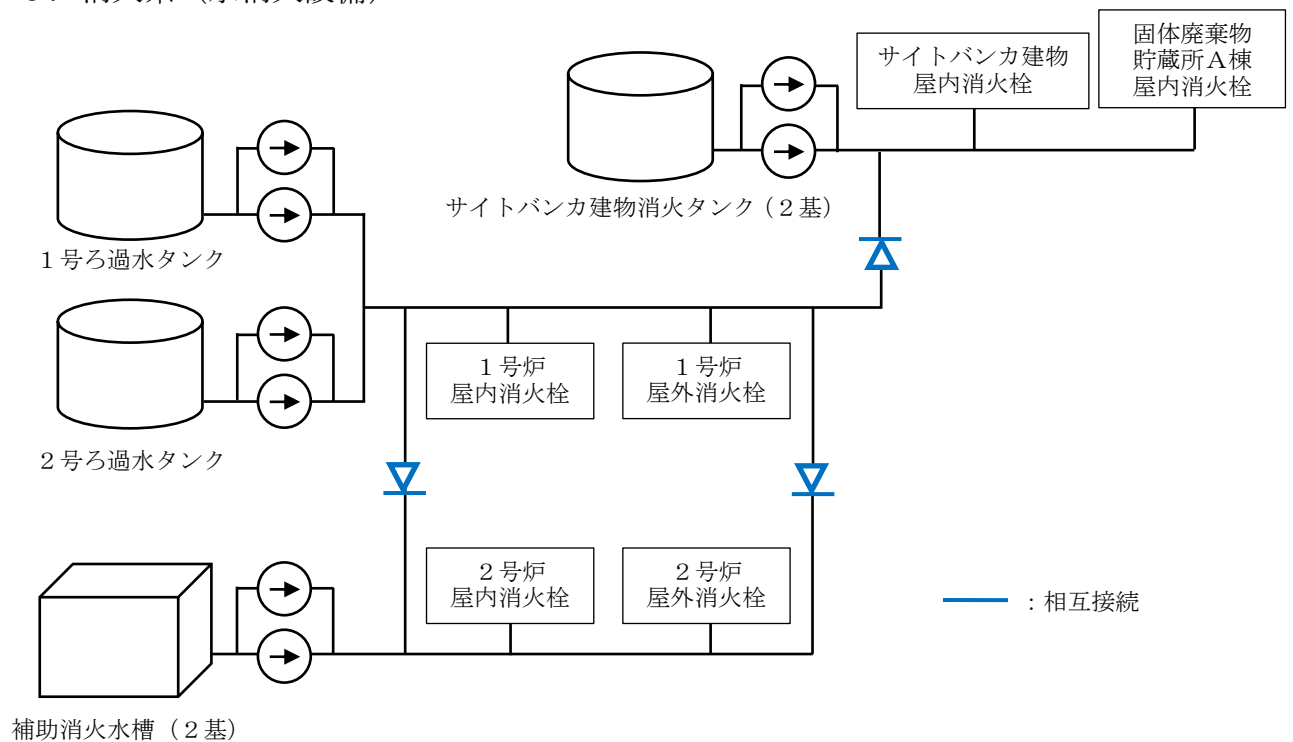 サイトバンカ建物
屋内消火栓
固体廃棄物
貯蔵所A棟
屋内消火栓
サイトバンカ建物消火タンク(2基)
1号ろ過水タンク
1号炉
屋内消火栓
1号炉
屋外消火栓
2号ろ過水タンク
2号炉
屋内消火栓
2号炉
屋外消火栓
:相互接続
補助消火水槽(2基)